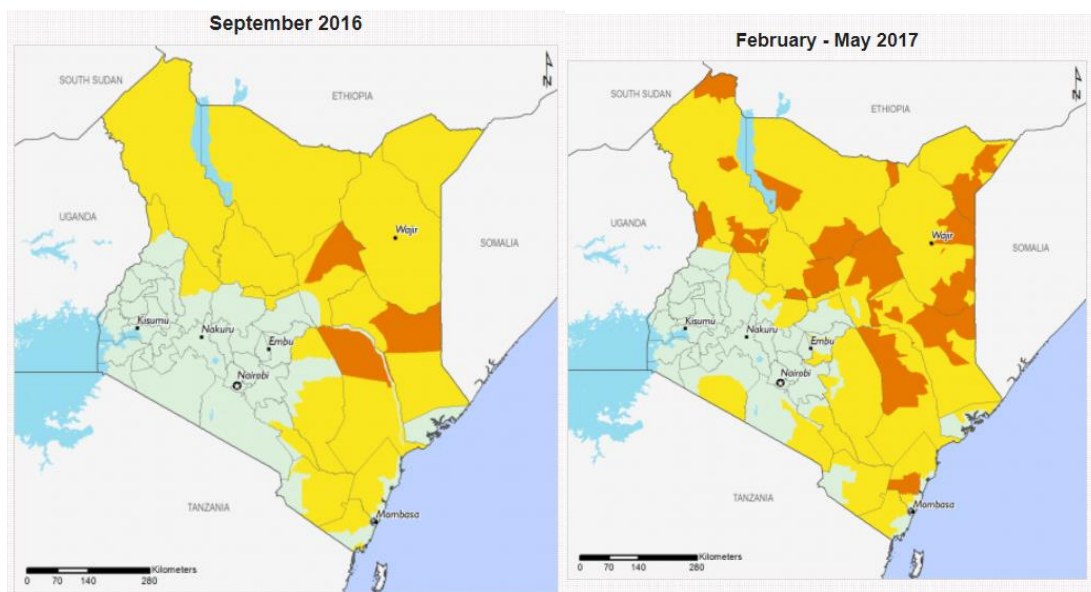 September 2016
SOUTH SUDAN
ETHIOPIA
N
UGANDA
Wajir
SOMALIA
Kisumu
Nakuru
Embu
Nairobi
TANZANIA
Mombasa
Kilometers
0 70 140 280
February - May 2017
SOUTH SUDAN
ETHIOPIA
N
UGANDA
Wajir
SOMALIA
Kisumu
Nakuru
Embu
Nairobi
TANZANIA
Mombasa
Kilometers
0 70 140 280